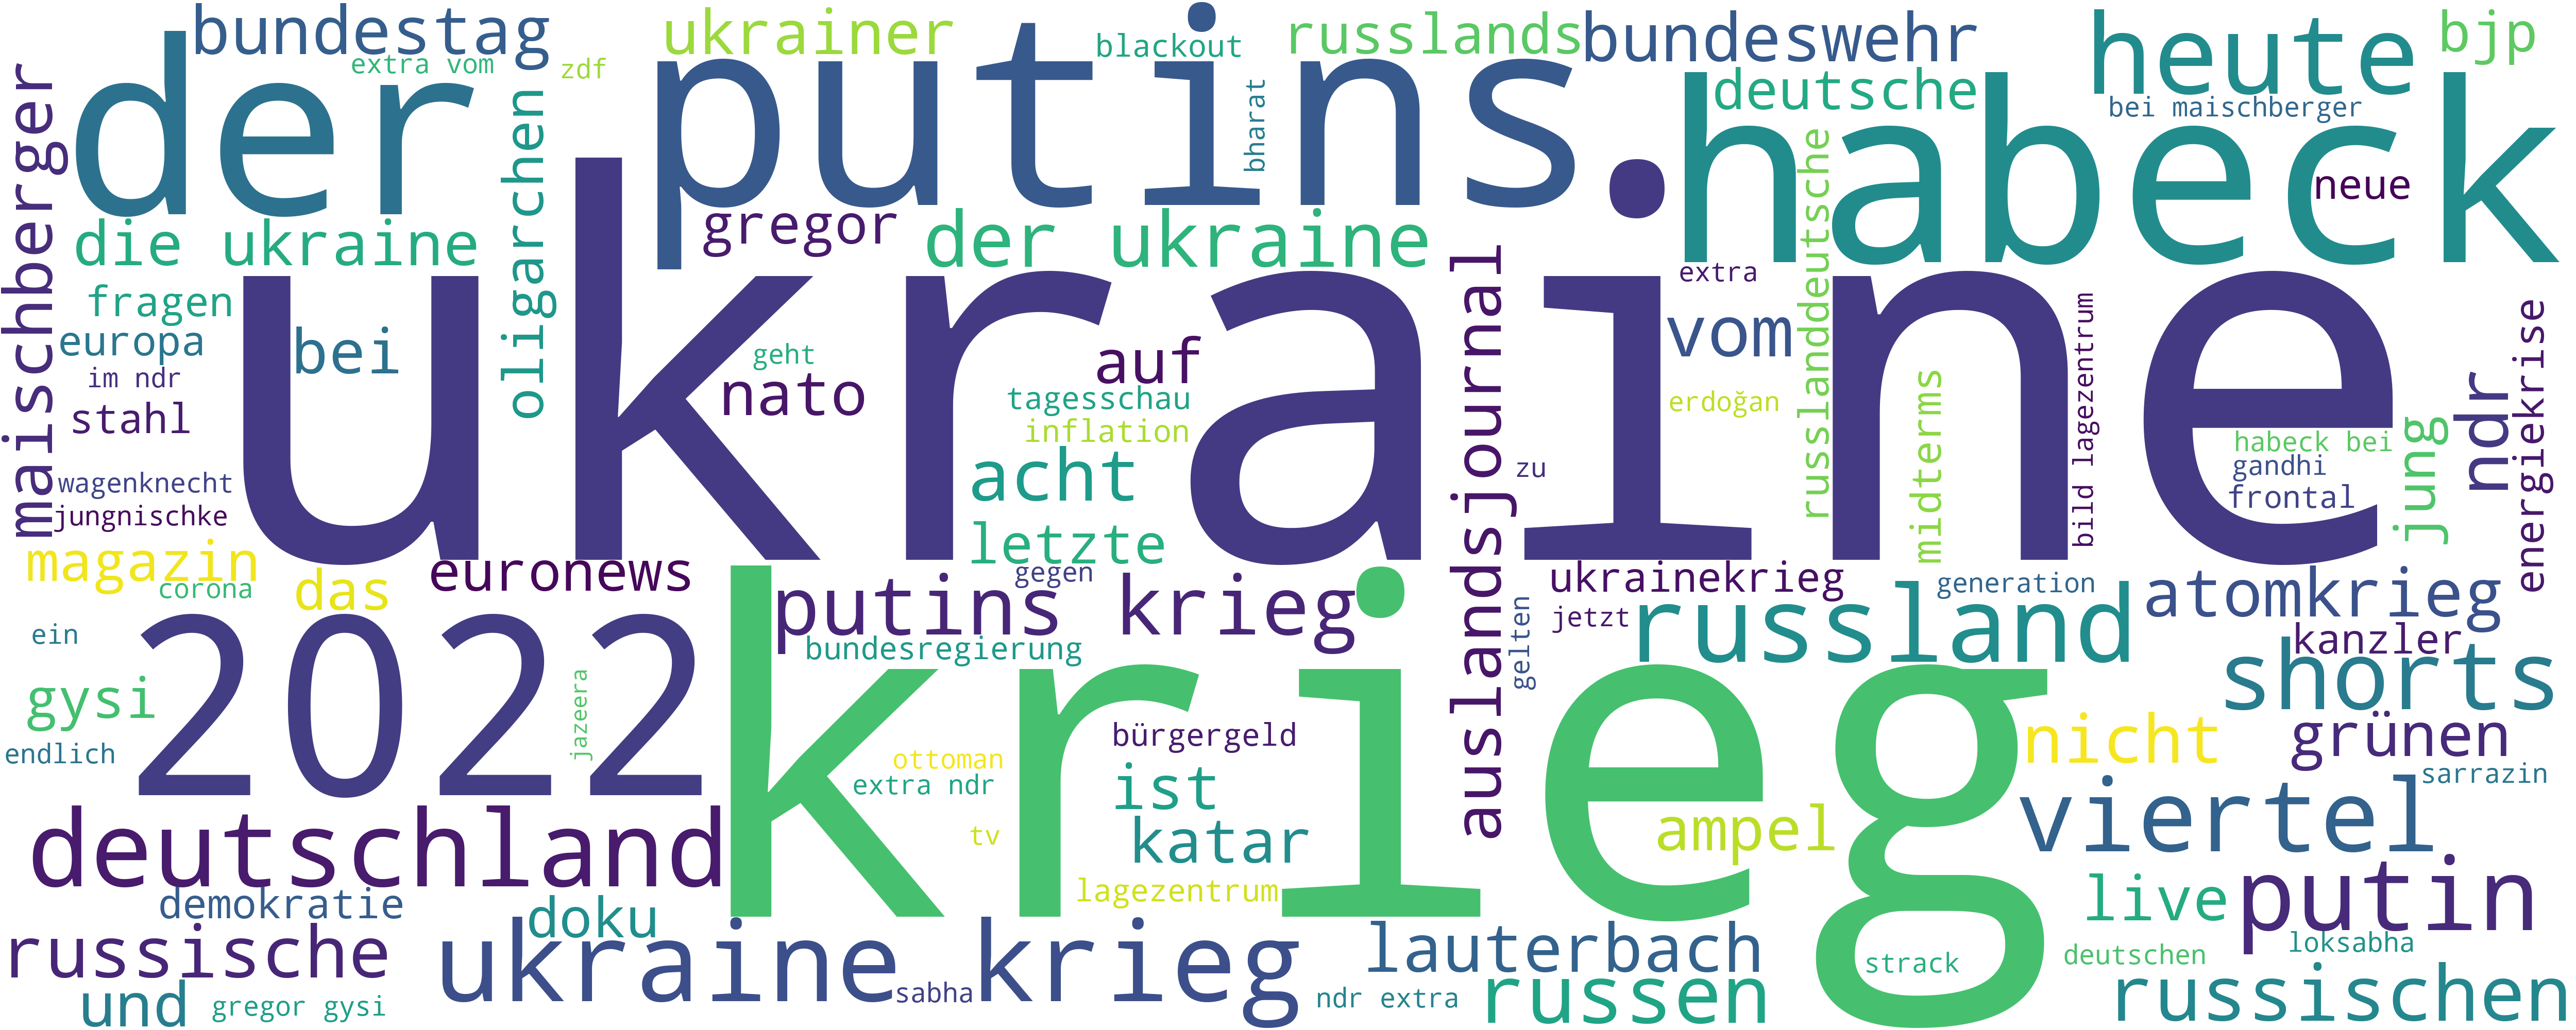 bundestag
ukrainer
blackout
russlands
bundeswehr
heute
bjp
extra vom
zdf
der
putins
habeck
deutsche
bei maischberger
maischberger
oligarchen
bharat
russlanddeutsche
neue
die ukraine
gregor
der ukraine
extra
ukraine
fragen
europa
bei
im ndr
stahl
geht
nato
auf
tagesschau
inflation
acht
letzte
auslandsjournal
vom
erdoğan
zu
midterms
bild lagezentrum
habeck bei
gandhi
frontal
jung
ndr
energiekrise
wagenknecht
jungnischke
magazin
corona
das
euronews
gegen
putins krieg
ukrainekrieg
jetzt
generation
russland
atomkrieg
kanzler
shorts
ein
2022
bundesregierung
gelten
gysi
endlich
jazeera
krieg
bürgergeld
ottoman
extra ndr
ist
tv
katar
lagezentrum
nicht
grünen
sarrazin
ampel
viertel
deutschland
demokratie
doku
live
putin
russische
ukraine krieg
lauterbach
strack
deutschen
loksabha
und
gregor gysi
sabha
ndr extra
russen
russischen